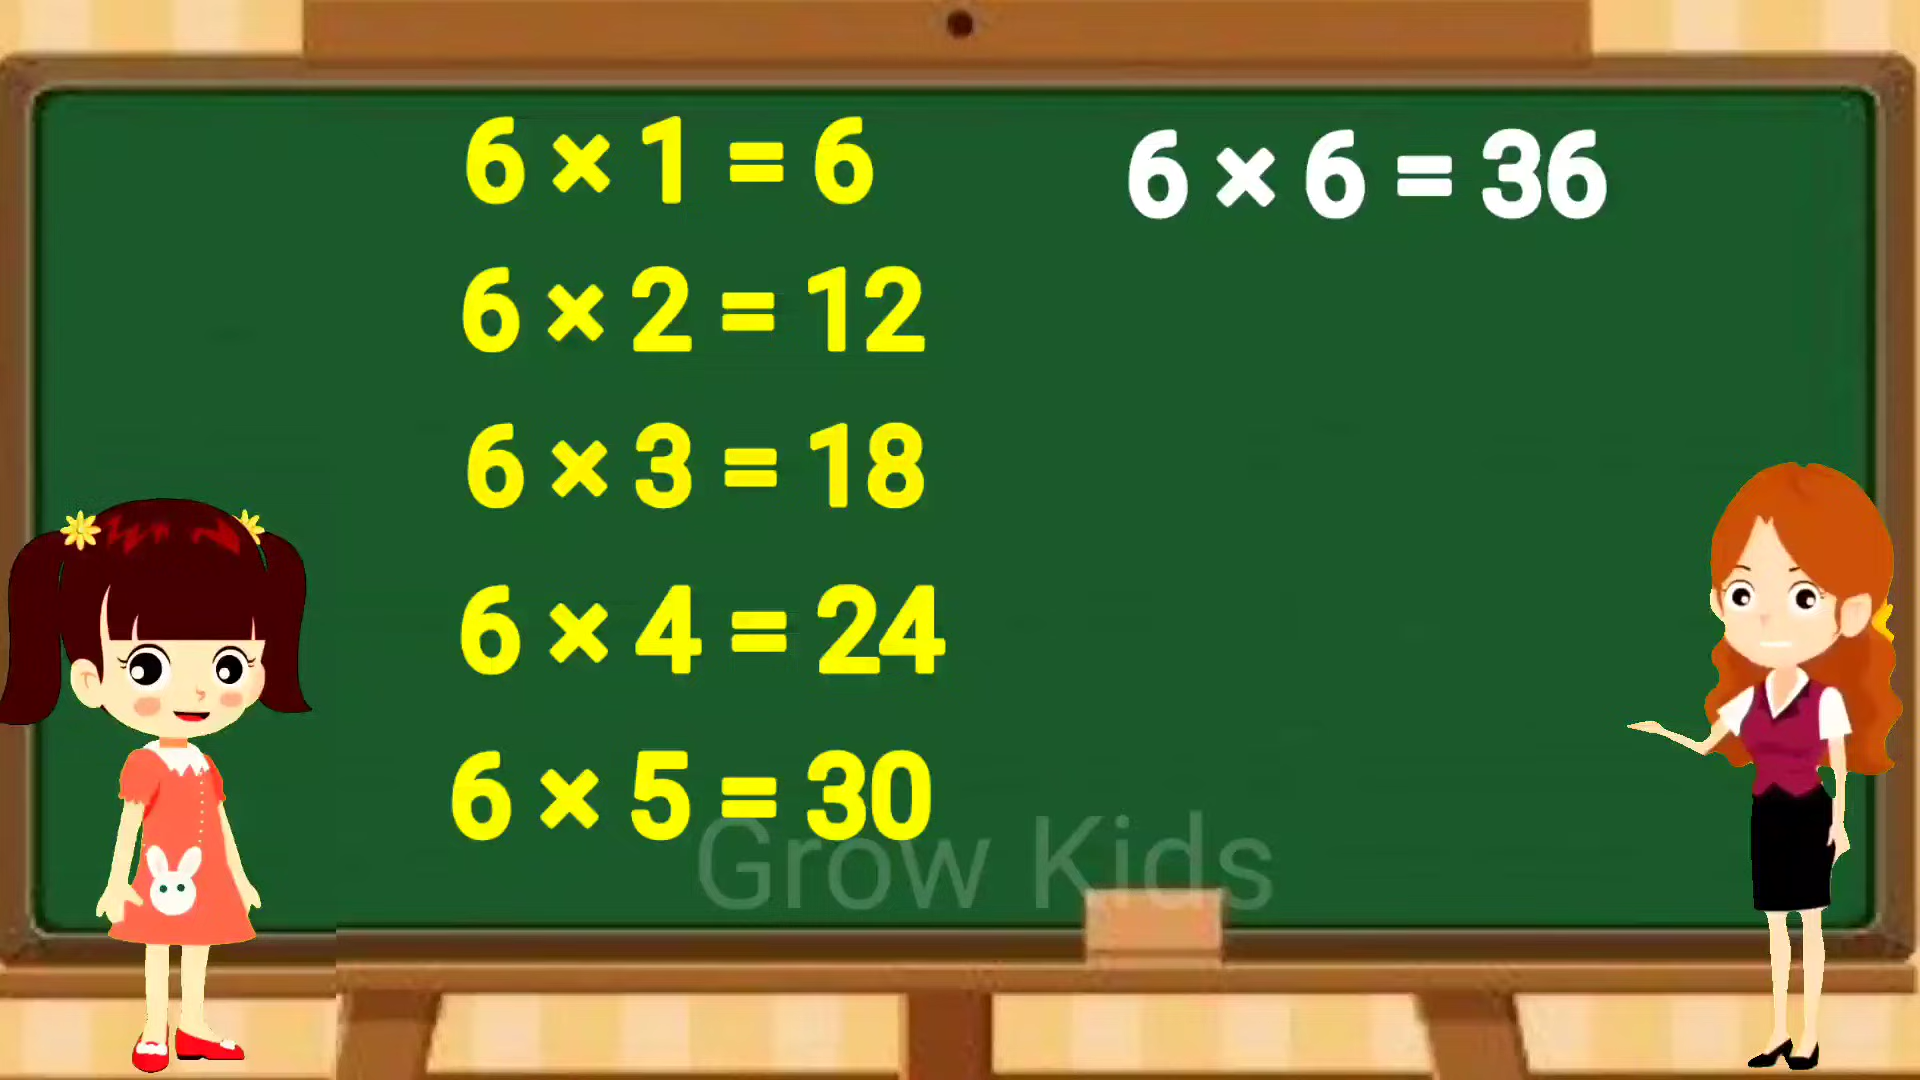 6 × 1 = 6
6 × 2 = 12
6 × 3 = 18
6 × 4 = 24
6 × 5 = 30
6 × 6 = 36
Grow Kids